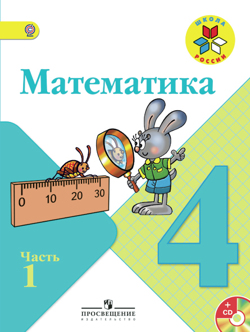 ШКОЛА
РОССИИ
Математика
0 10 20 30
4
Часть
1
+
CD
ПРОСВЕЩЕНИЕ
ИЗДАТЕЛЬСТВО